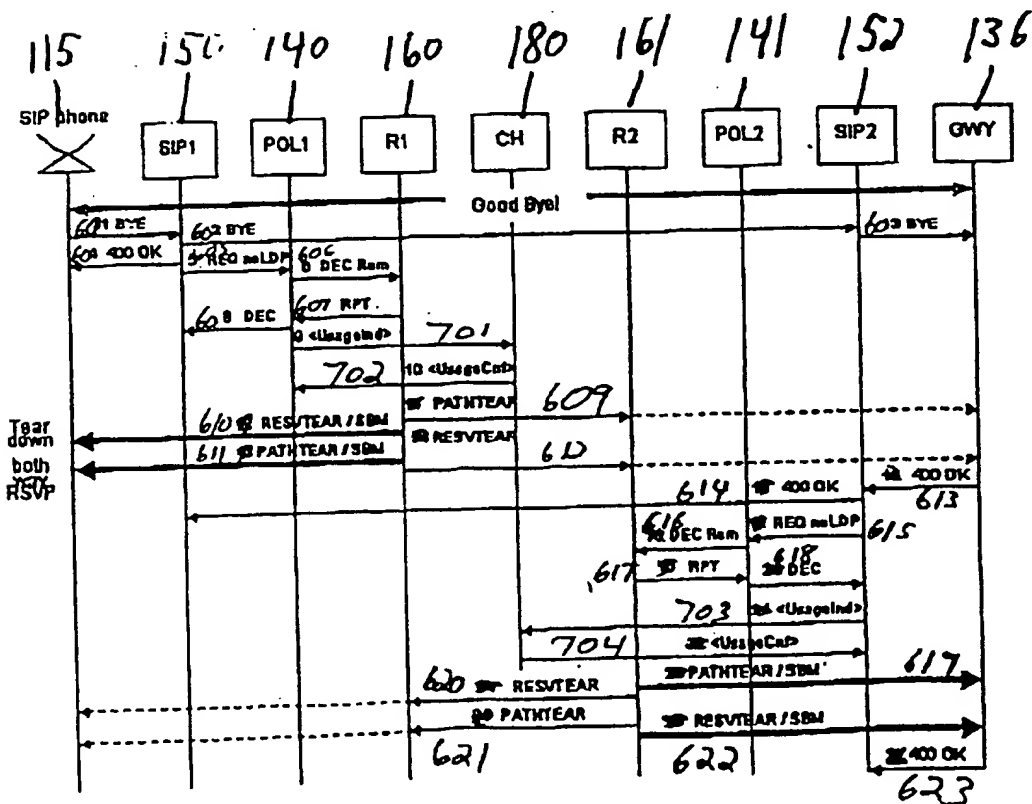 115 140 160 180 161 141 152 136
SIP phone
SIP1 POL1 R1 CH R2 POL2 SIP2 GWY
Good Bye!
601 BYE 602 BYE 603 BYE
604 400 OK REQ noLDP 606 DEC Rem
607 RPT
608 DEC
<UsageInd> 701
702 10 <UsageCnf>
PATHTEAR 609
Tear down both way RSVP
610 RESVTEAR / SBM RESVTEAR
611 PATHTEAR / SBM 612
400 OK
613
614 400 OK
616 DEC Rem REQ noLDP 615
617 RPT 618 DEC
703 <UsageInd>
704 <UsageCnf>
PATHTEAR / SBM 617
620 RESVTEAR
PATHTEAR RESVTEAR / SBM
621 622
400 OK
623